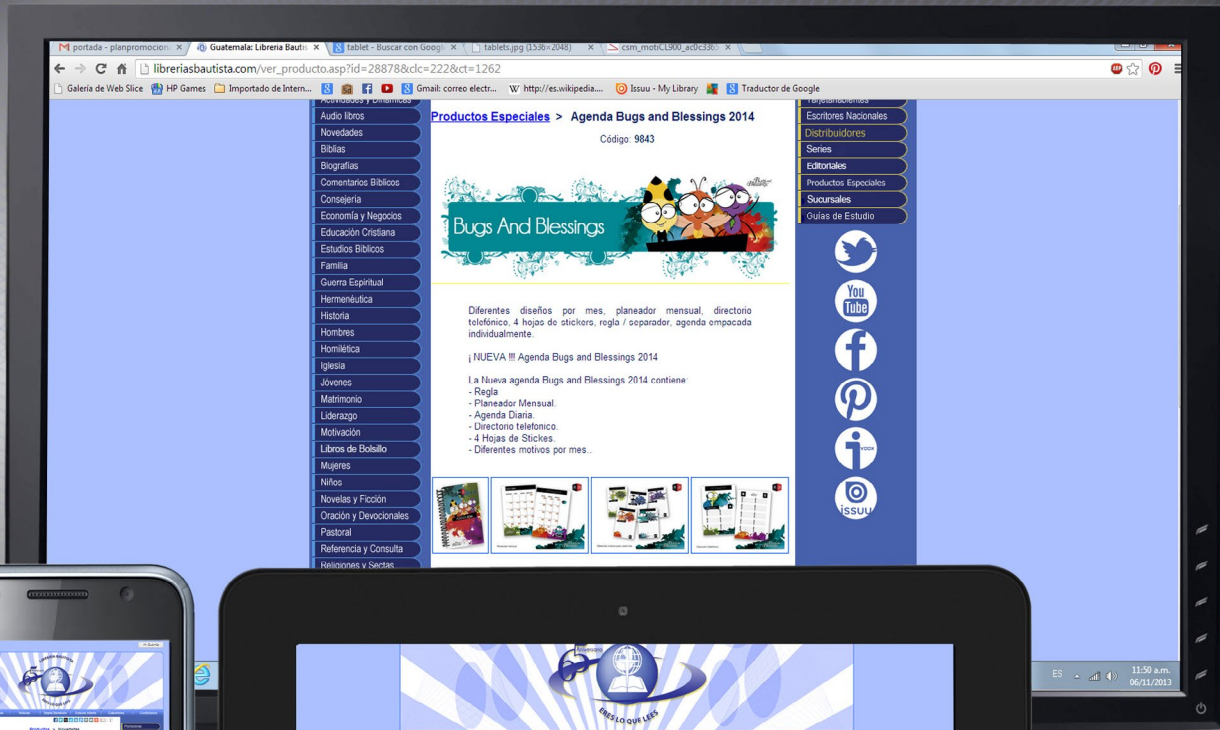 portada - planpromocion
Guatemala: Libreria Bautis
tablet - Buscar con Googl
tablets.jpg (1536×2048)
csm_motiCL900_ac0c3365
libreriasbautista.com/ver_producto.asp?id=28878&clc=222&ct=1262
Galería de Web Slice
HP Games
Importado de Intern...
Gmail: correo electr...
http://es.wikipedia....
Issuu - My Library
Traductor de Google
Actividades y Dinamicas
Audio libros
Novedades
Biblias
Biografías
Comentarios Bíblicos
Consejería
Economía y Negocios
Educación Cristiana
Estudios Bíblicos
Familia
Guerra Espiritual
Hermenéutica
Historia
Hombres
Homilética
Iglesia
Jóvenes
Matrimonio
Liderazgo
Motivación
Libros de Bolsillo
Mujeres
Niños
Novelas y Ficción
Oración y Devocionales
Pastoral
Referencia y Consulta
Religiones y Sectas
Productos Especiales > Agenda Bugs and Blessings 2014
Código: 9843
Bugs And Blessings
Diferentes diseños por mes, planeador mensual, directorio
telefónico, 4 hojas de stickers, regla / separador, agenda empacada
individualmente.
¡ NUEVA !!! Agenda Bugs and Blessings 2014
La Nueva agenda Bugs and Blessings 2014 contiene:
- Regla
- Planeador Mensual.
- Agenda Diaria.
- Directorio telefonico.
- 4 Hojas de Stickes.
- Diferentes motivos por mes..
Tarjetahabientes
Escritores Nacionales
Distribuidores
Series
Editoriales
Productos Especiales
Sucursales
Guías de Estudio
You
Tube
ivoox
issuu
65 Aniversario
ERES LO QUE LEES
ES
11:50 a.m.
06/11/2013